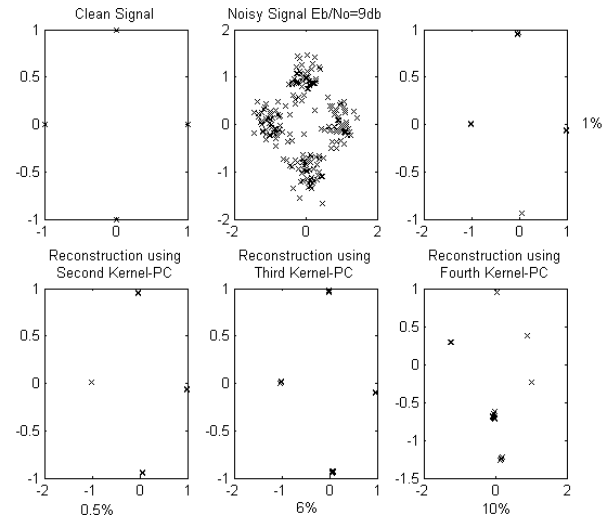 Clean Signal
1
0.5
0
-0.5
-1
-1 0 1
Noisy Signal Eb/No=9db
2
1
0
-1
-2
-2 0 2
1
0.5
0
-0.5
-1
-2 -1 0 1
1%
Reconstruction using
Second Kernel-PC
1
0.5
0
-0.5
-1
-2 -1 0 1
0.5%
Reconstruction using
Third Kernel-PC
1
0.5
0
-0.5
-1
-2 -1 0 1
6%
Reconstruction using
Fourth Kernel-PC
1
0.5
0
-0.5
-1
-1.5
-2 0 2
10%